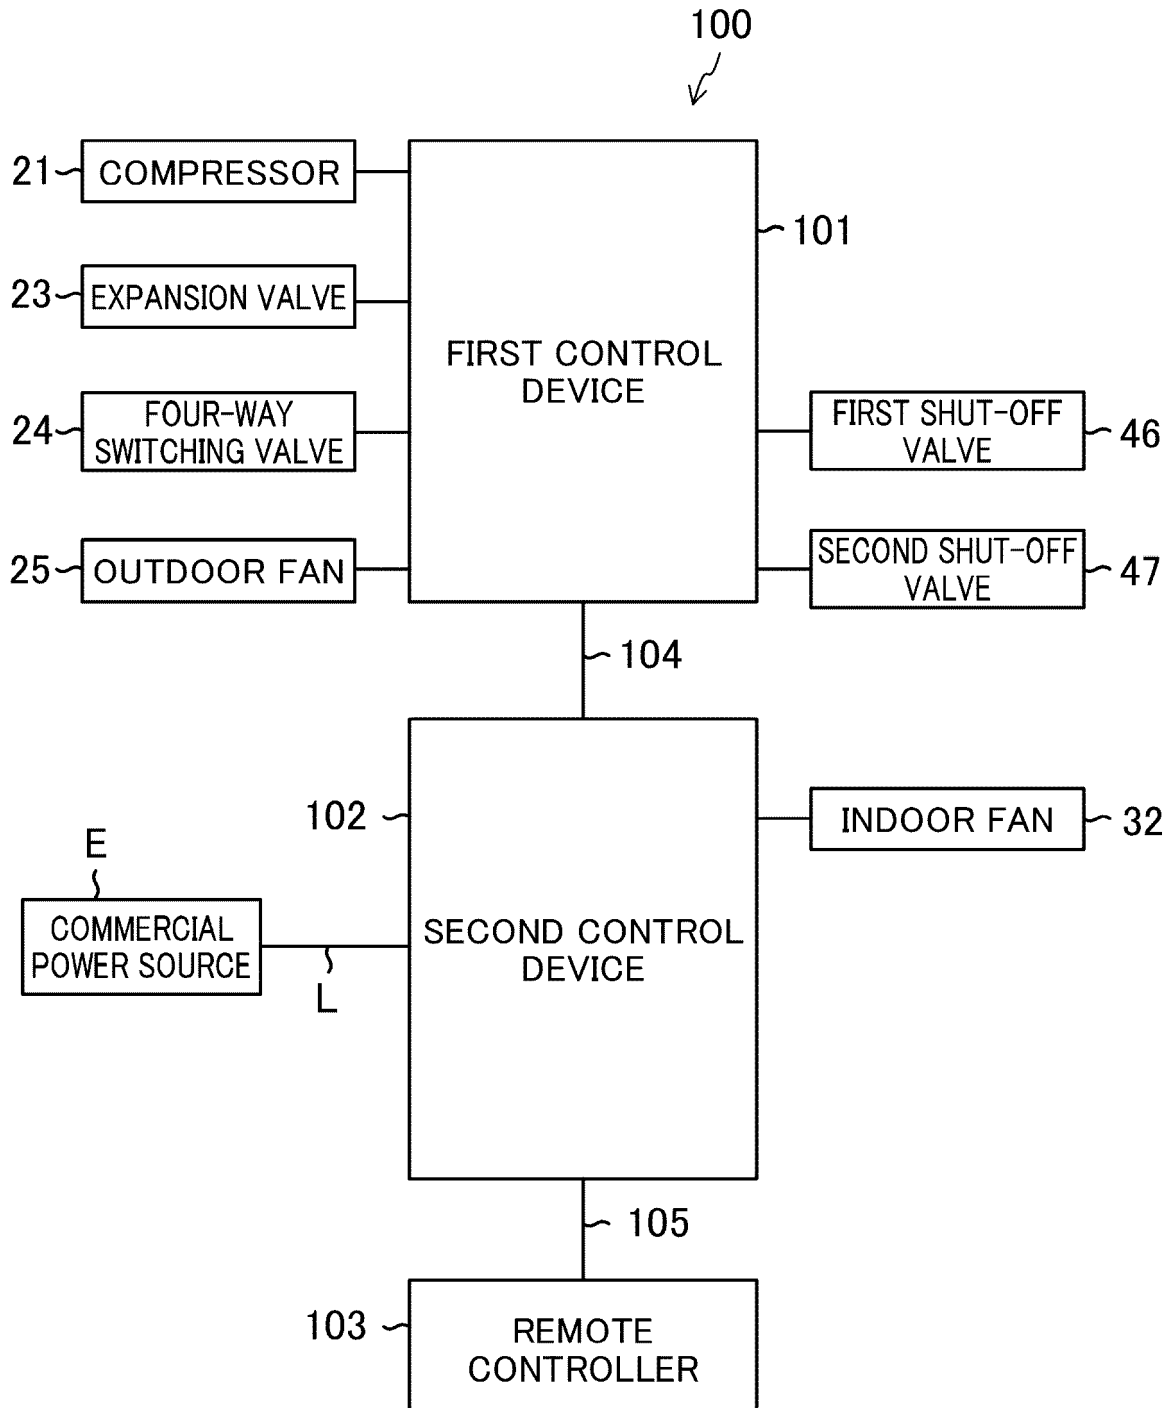 100
21
COMPRESSOR
101
23
EXPANSION VALVE
FIRST CONTROL
DEVICE
24
FOUR-WAY
SWITCHING VALVE
FIRST SHUT-OFF
VALVE
46
25
OUTDOOR FAN
SECOND SHUT-OFF
VALVE
47
104
102
INDOOR FAN
32
E
COMMERCIAL
POWER SOURCE
L
SECOND CONTROL
DEVICE
105
103
REMOTE
CONTROLLER